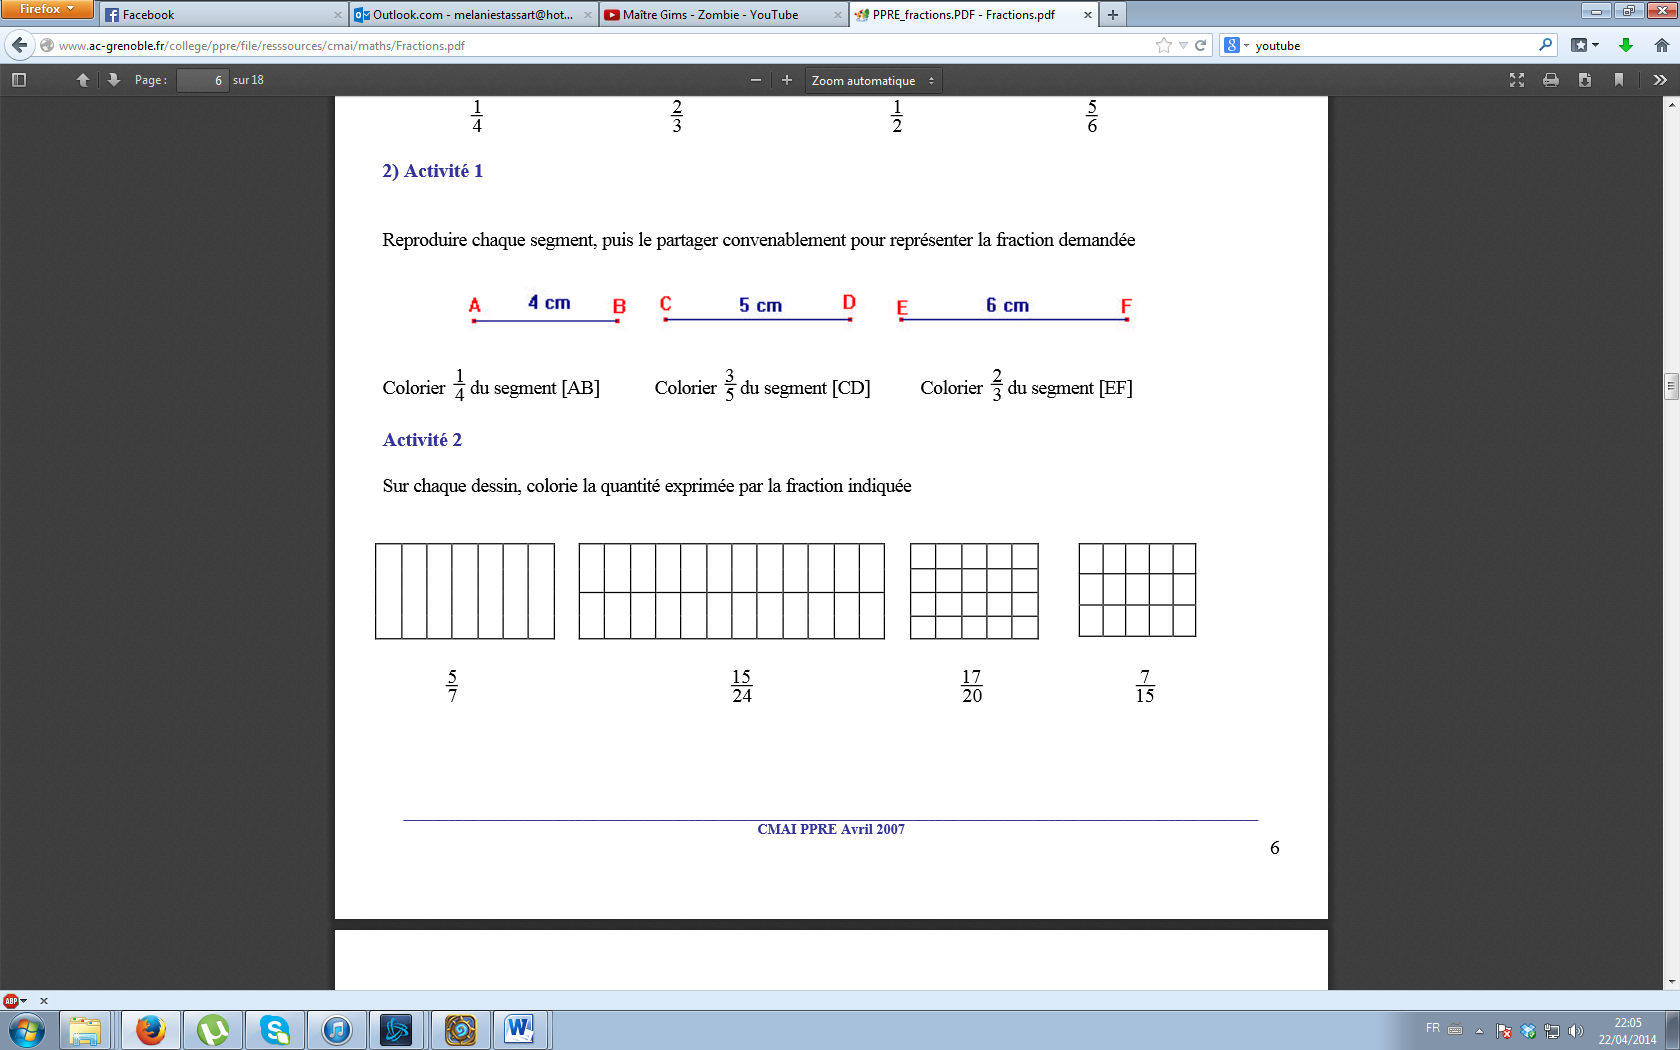 Firefox
Facebook
Outlook.com - melaniestassart@hot...
Maître Gims - Zombie - YouTube
PPRE_fractions.PDF - Fractions.pdf
www.ac-grenoble.fr/college/ppre/file/resssources/cmai/maths/Fractions.pdf
youtube
Page : 6 sur 18
Zoom automatique
1/4 2/3 1/2 5/6
2) Activité 1
Reproduire chaque segment, puis le partager convenablement pour représenter la fraction demandée
A 4 cm B C 5 cm D E 6 cm F
Colorier 1/4 du segment [AB] Colorier 3/5 du segment [CD] Colorier 2/3 du segment [EF]
Activité 2
Sur chaque dessin, colorie la quantité exprimée par la fraction indiquée
5/7 15/24 17/20 7/15
CMAI PPRE Avril 2007
6
ABP
FR
22:05
22/04/2014